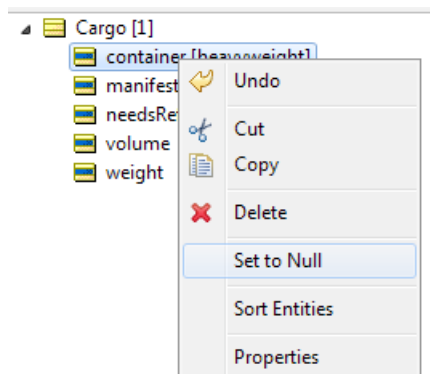 Cargo [1]
container [heavyweight]
manifest
needsRe
volume
weight
Undo
Cut
Copy
Delete
Set to Null
Sort Entities
Properties